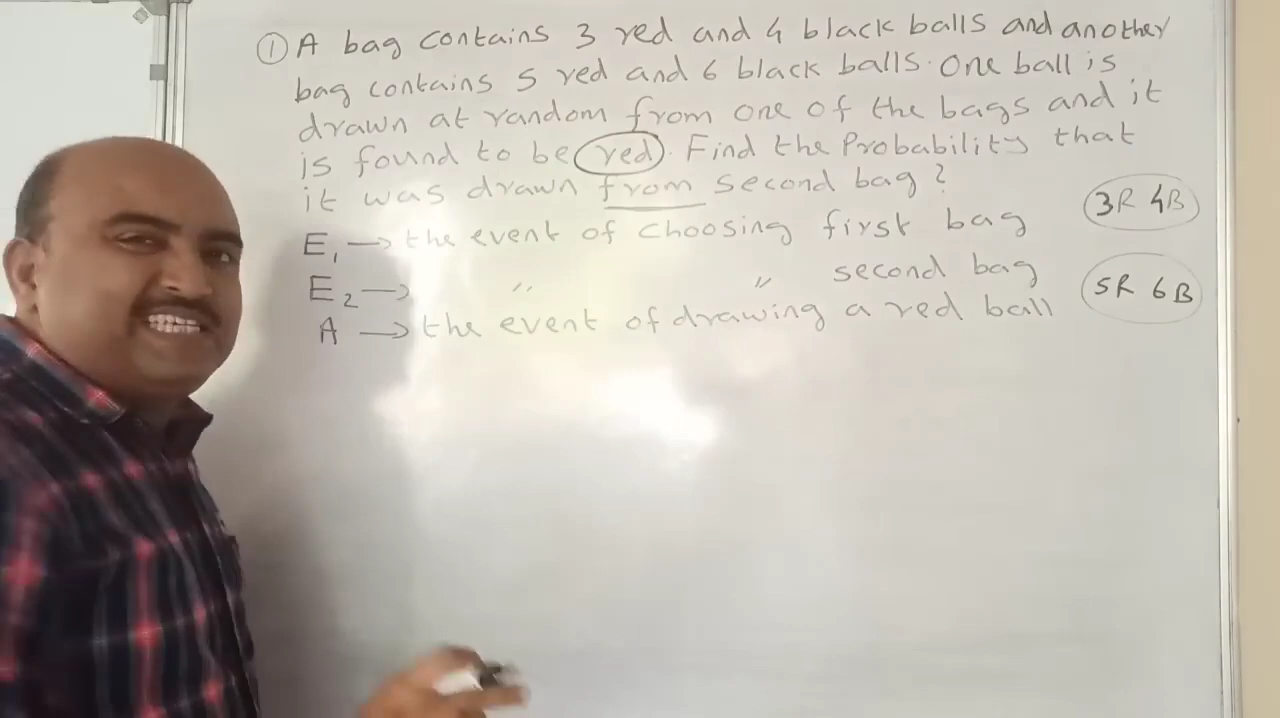 ① A bag contains 3 red and 4 black balls and another
bag contains 5 red and 6 black balls. One ball is
drawn at random from one of the bags and it
is found to be red. Find the Probability that
it was drawn from second bag?
3R 4B
E₁ → the event of choosing first bag
E₂ →〃 〃 second bag
5R 6B
A → the event of drawing a red ball